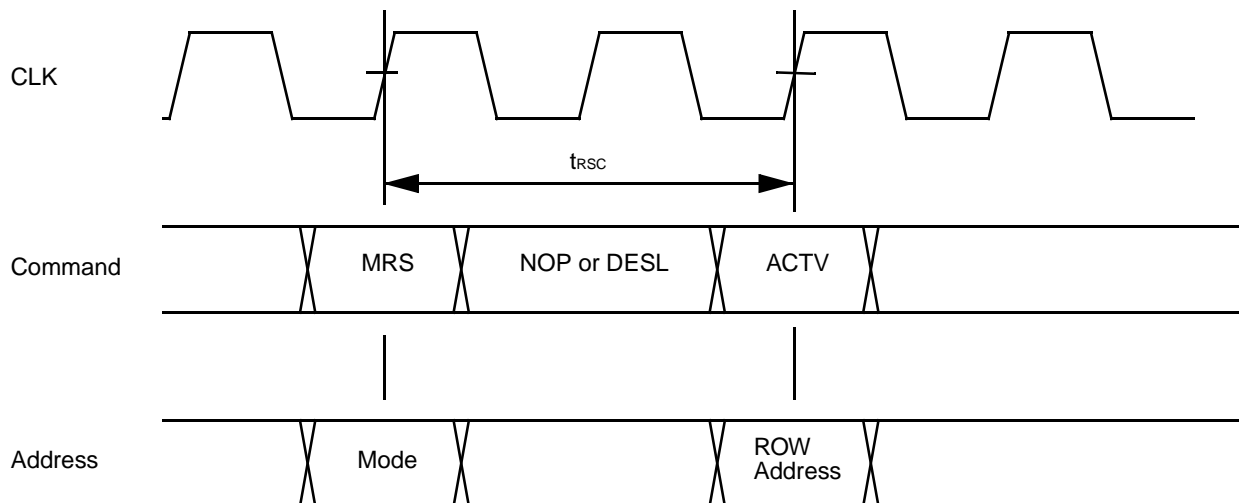 CLK
tRSC
Command
MRS
NOP or DESL
ACTV
Address
Mode
ROW
Address